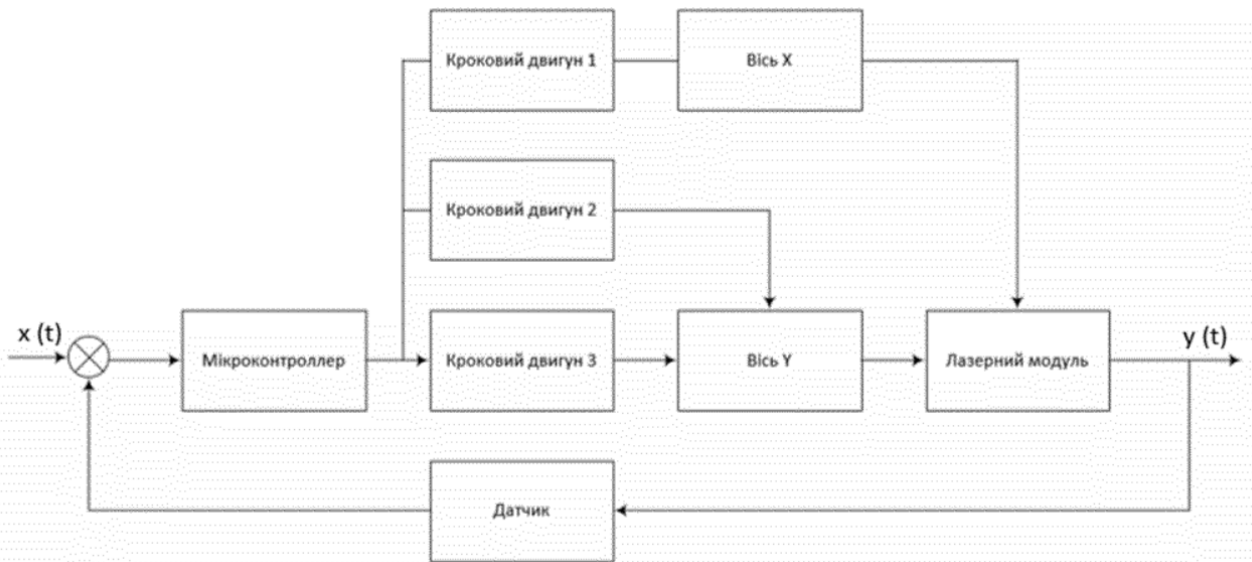 Кроковий двигун 1
Вісь X
Кроковий двигун 2
x (t)
Мікроконтроллер
Кроковий двигун 3
Вісь Y
Лазерний модуль
y (t)
Датчик